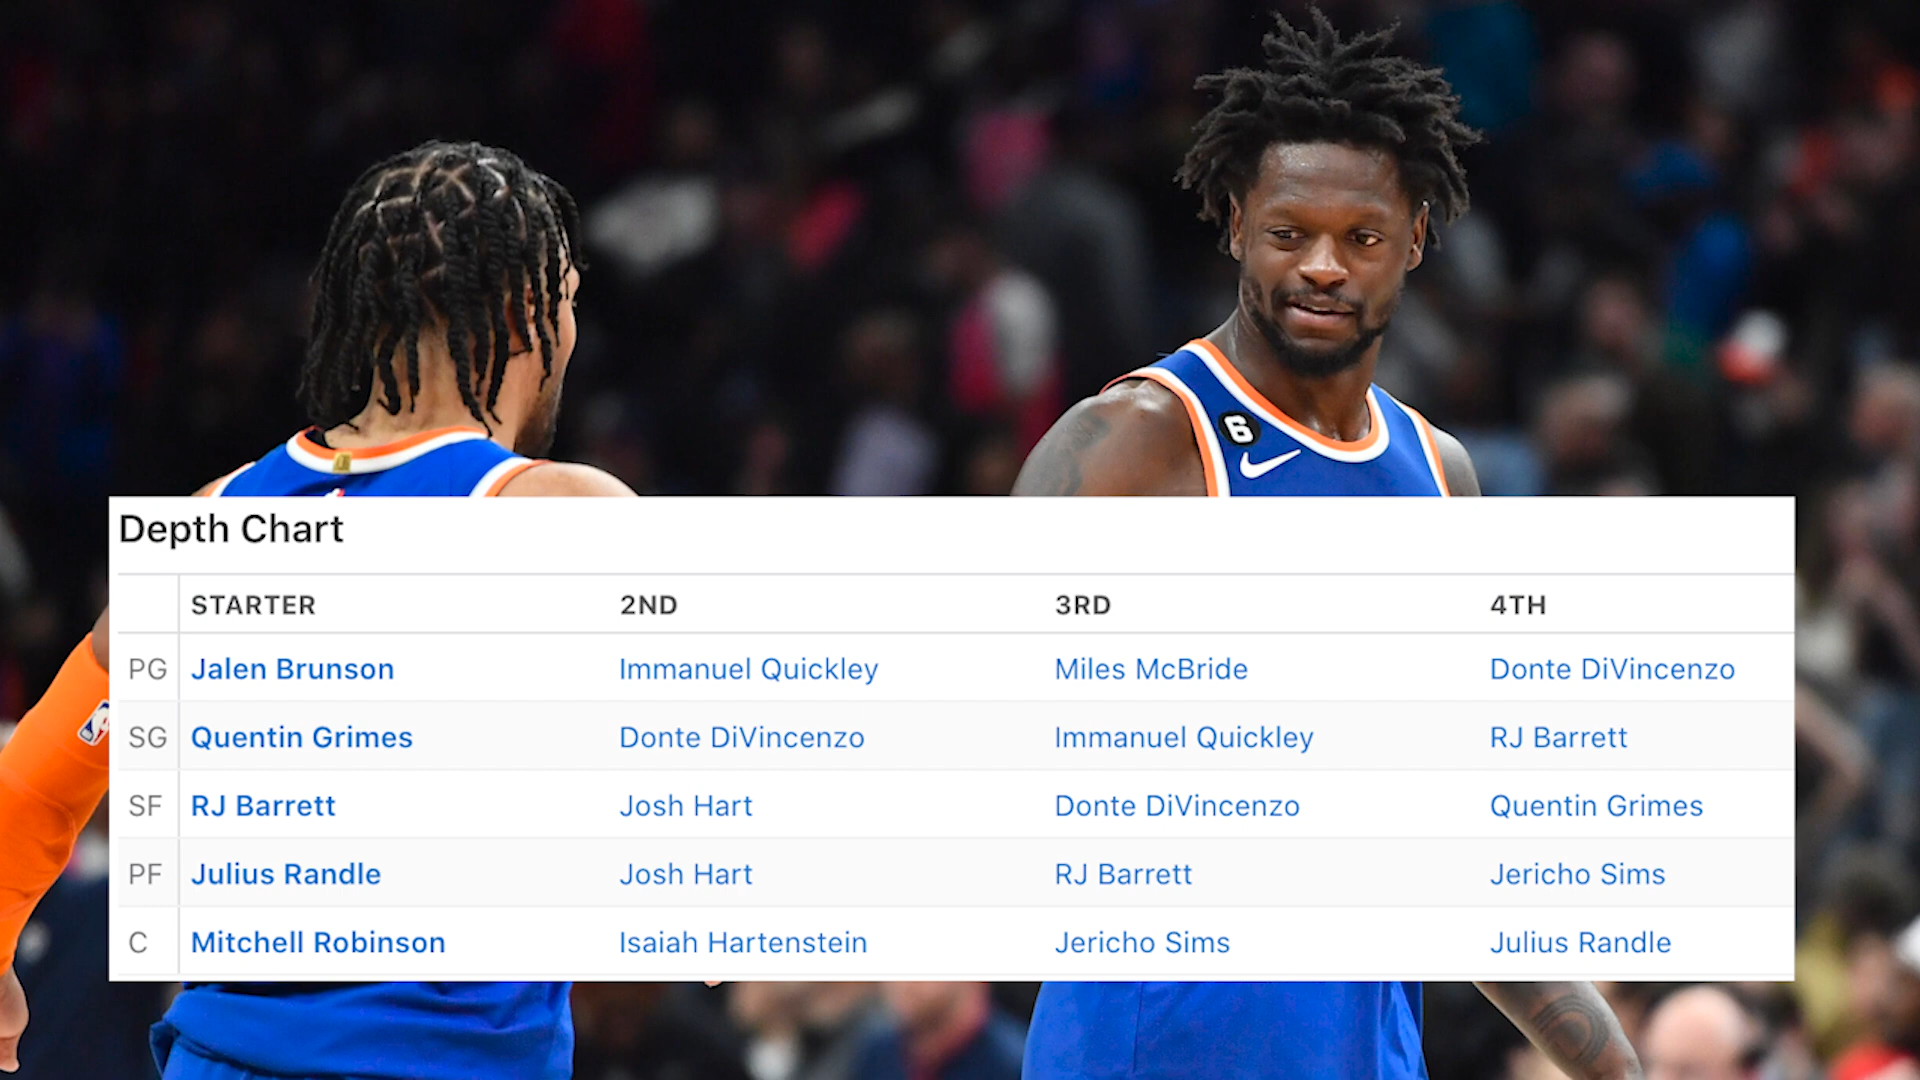 6
Depth Chart
STARTER 2ND 3RD 4TH
PG Jalen Brunson Immanuel Quickley Miles McBride Donte DiVincenzo
SG Quentin Grimes Donte DiVincenzo Immanuel Quickley RJ Barrett
SF RJ Barrett Josh Hart Donte DiVincenzo Quentin Grimes
PF Julius Randle Josh Hart RJ Barrett Jericho Sims
C Mitchell Robinson Isaiah Hartenstein Jericho Sims Julius Randle